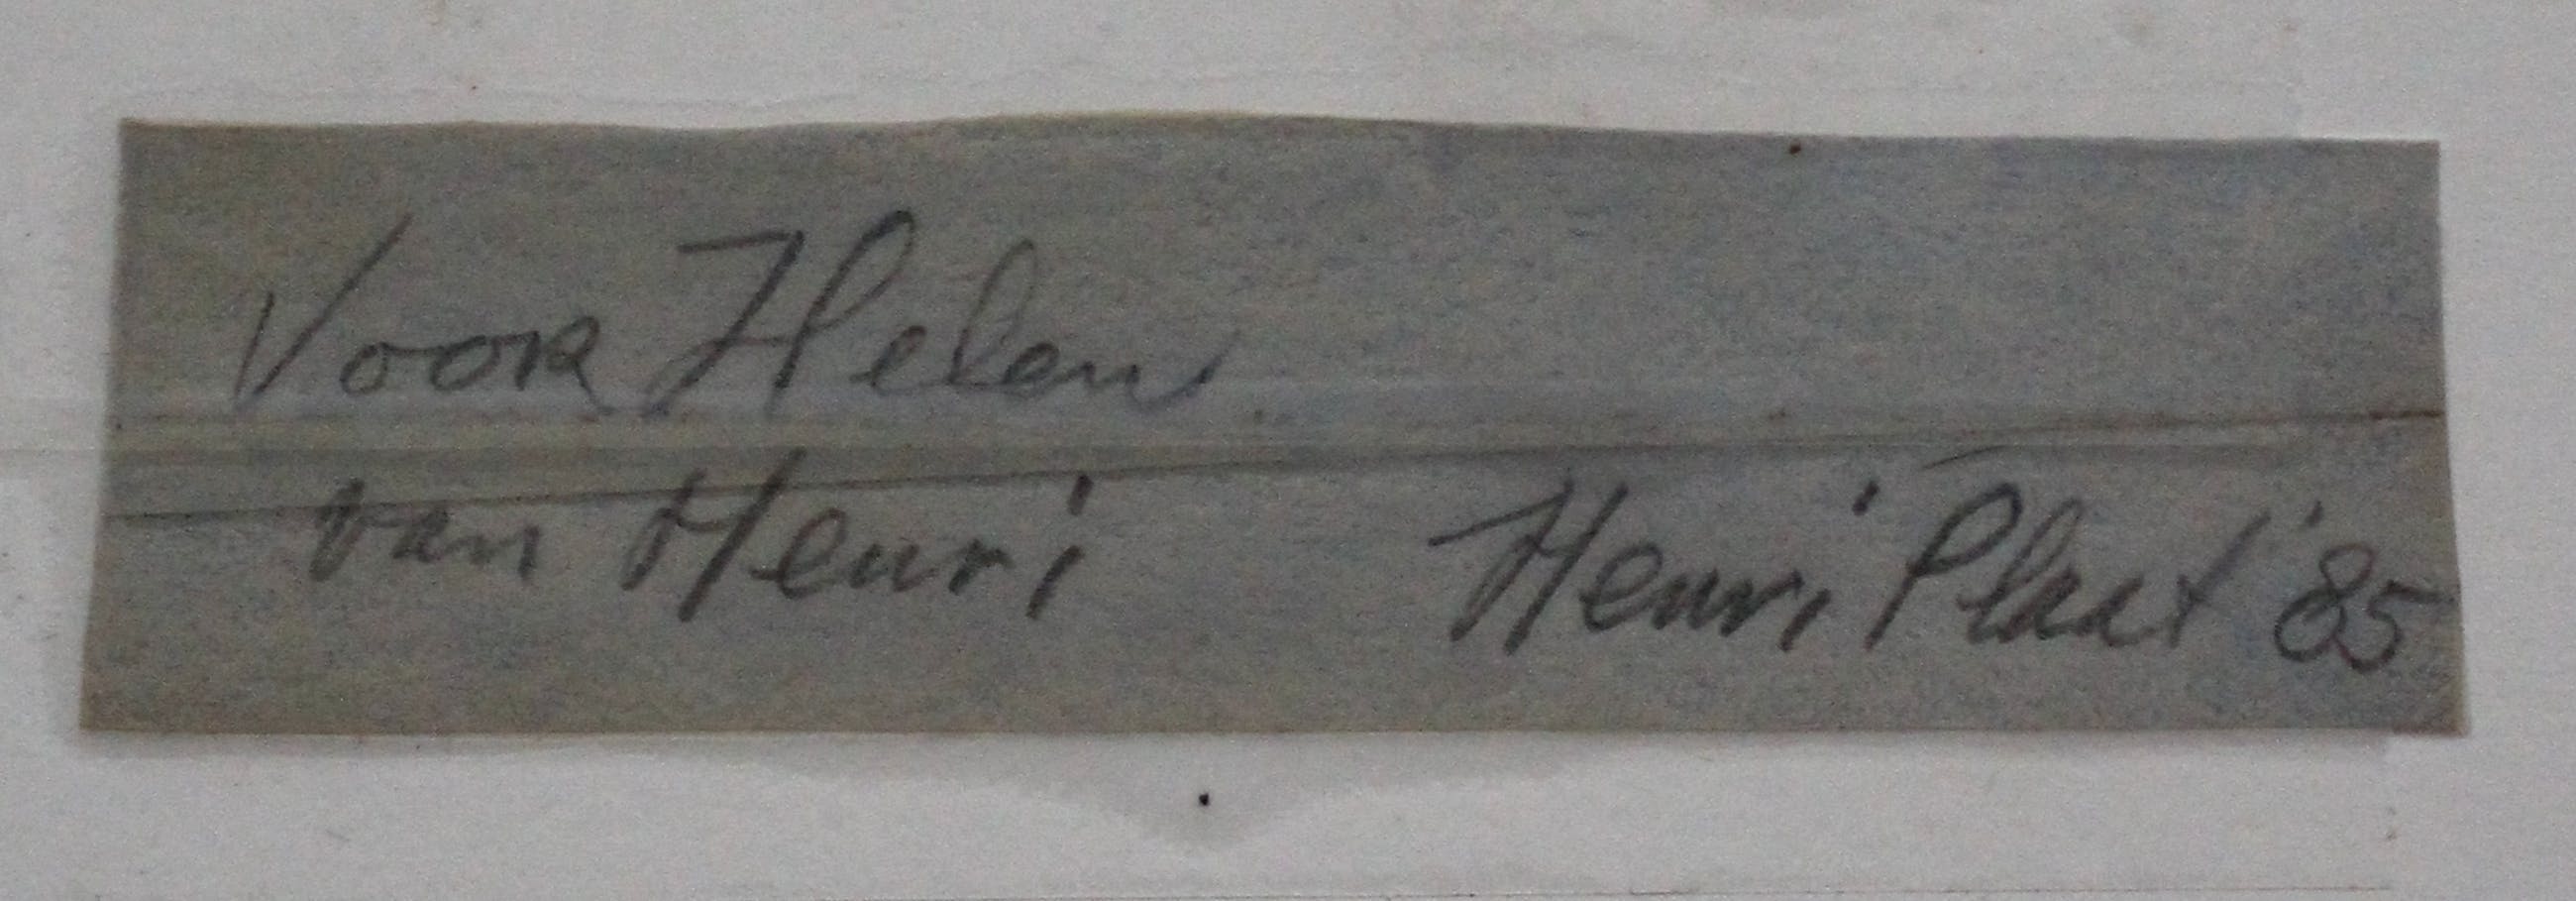 Voor Helen
van Henri Henri Plaat '85